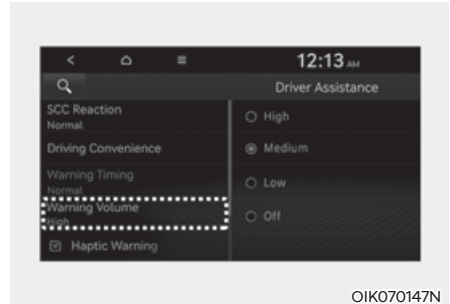 12:13 AM
Driver Assistance
SCC Reaction
Normal
Driving Convenience
Warning Timing
Normal
Warning Volume
High
Haptic Warning
High
Medium
Low
Off
OIK070147N